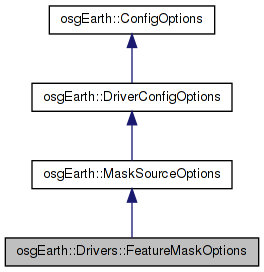 osgEarth::ConfigOptions
osgEarth::DriverConfigOptions
osgEarth::MaskSourceOptions
osgEarth::Drivers::FeatureMaskOptions